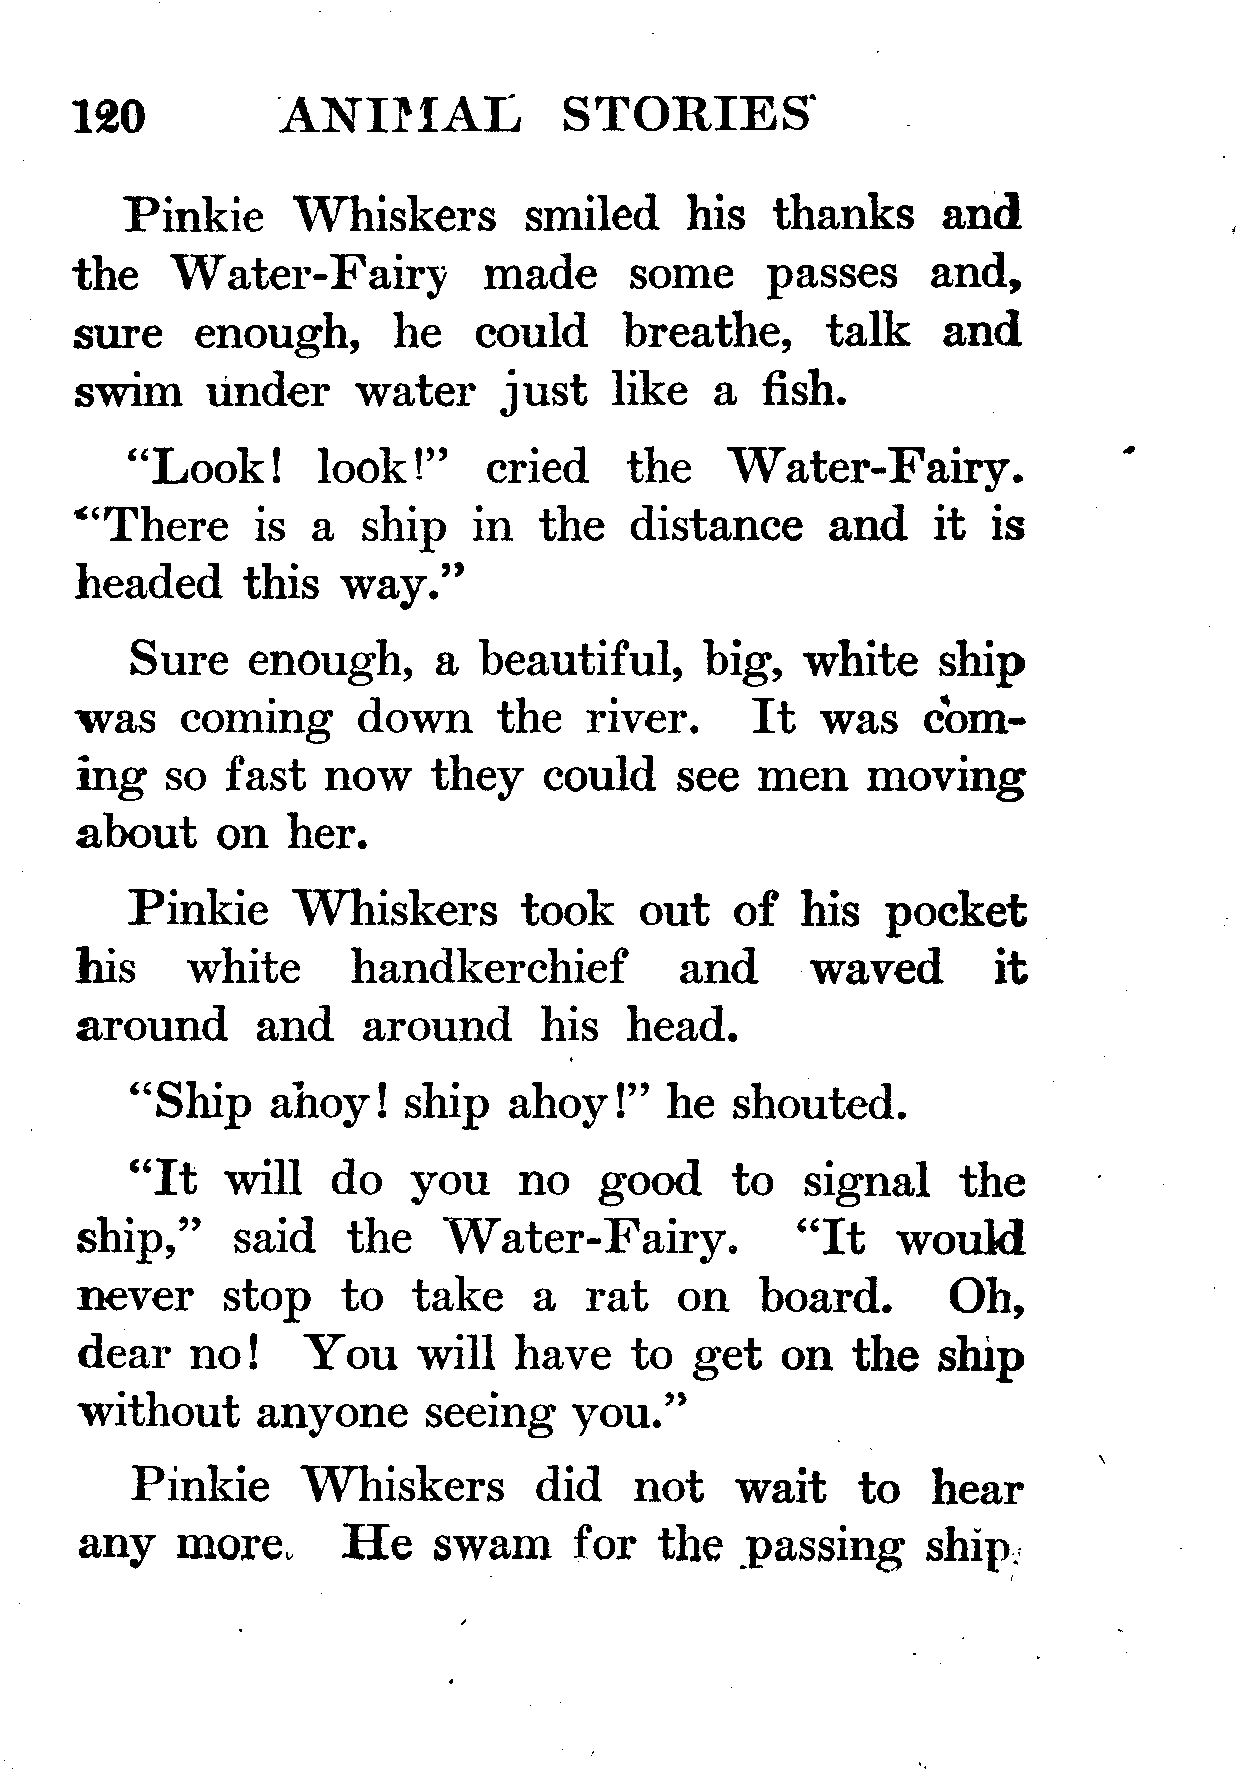 120 ANIMAL STORIES
Pinkie Whiskers smiled his thanks and
the Water-Fairy made some passes and,
sure enough, he could breathe, talk and
swim under water just like a fish.
“Look! look!” cried the Water-Fairy.
“There is a ship in the distance and it is
headed this way.”
Sure enough, a beautiful, big, white ship
was coming down the river. It was com-
ing so fast now they could see men moving
about on her.
Pinkie Whiskers took out of his pocket
his white handkerchief and waved it
around and around his head.
“Ship ahoy! ship ahoy!” he shouted.
“It will do you no good to signal the
ship,” said the Water-Fairy. “It would
never stop to take a rat on board. Oh,
dear no! You will have to get on the ship
without anyone seeing you.”
Pinkie Whiskers did not wait to hear
any more. He swam for the passing ship.